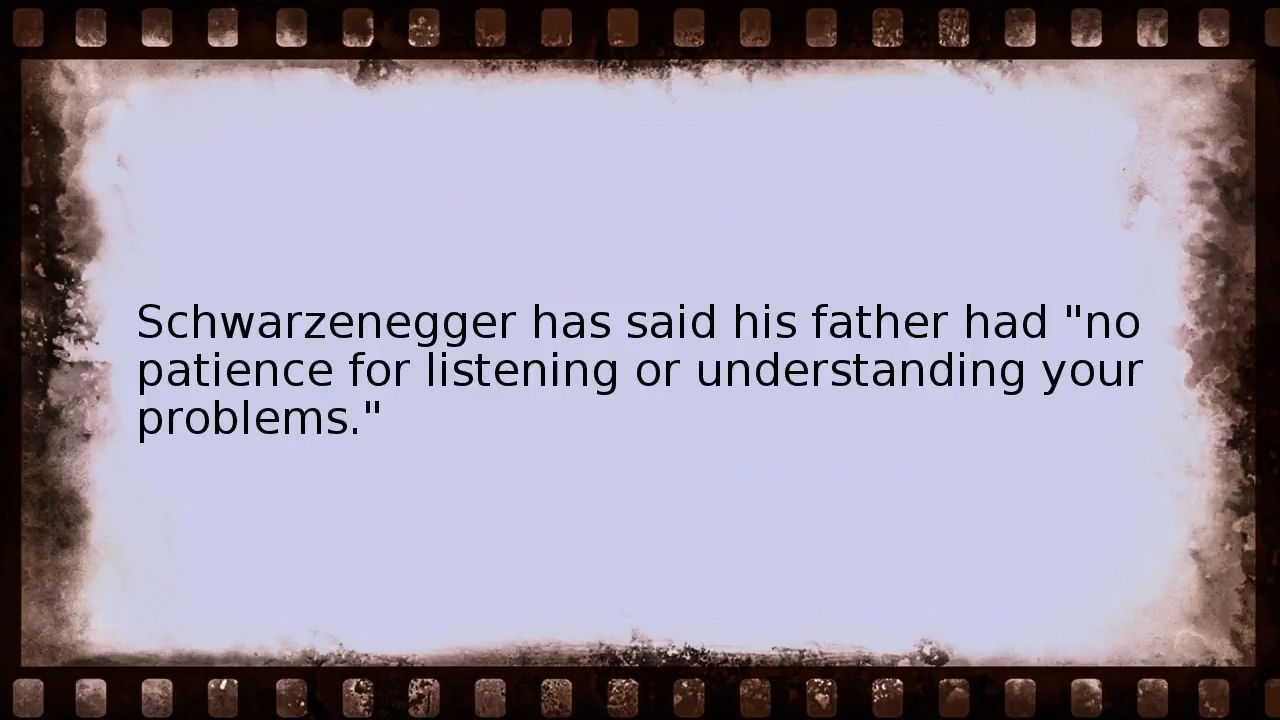 Schwarzenegger has said his father had "no
patience for listening or understanding your
problems."